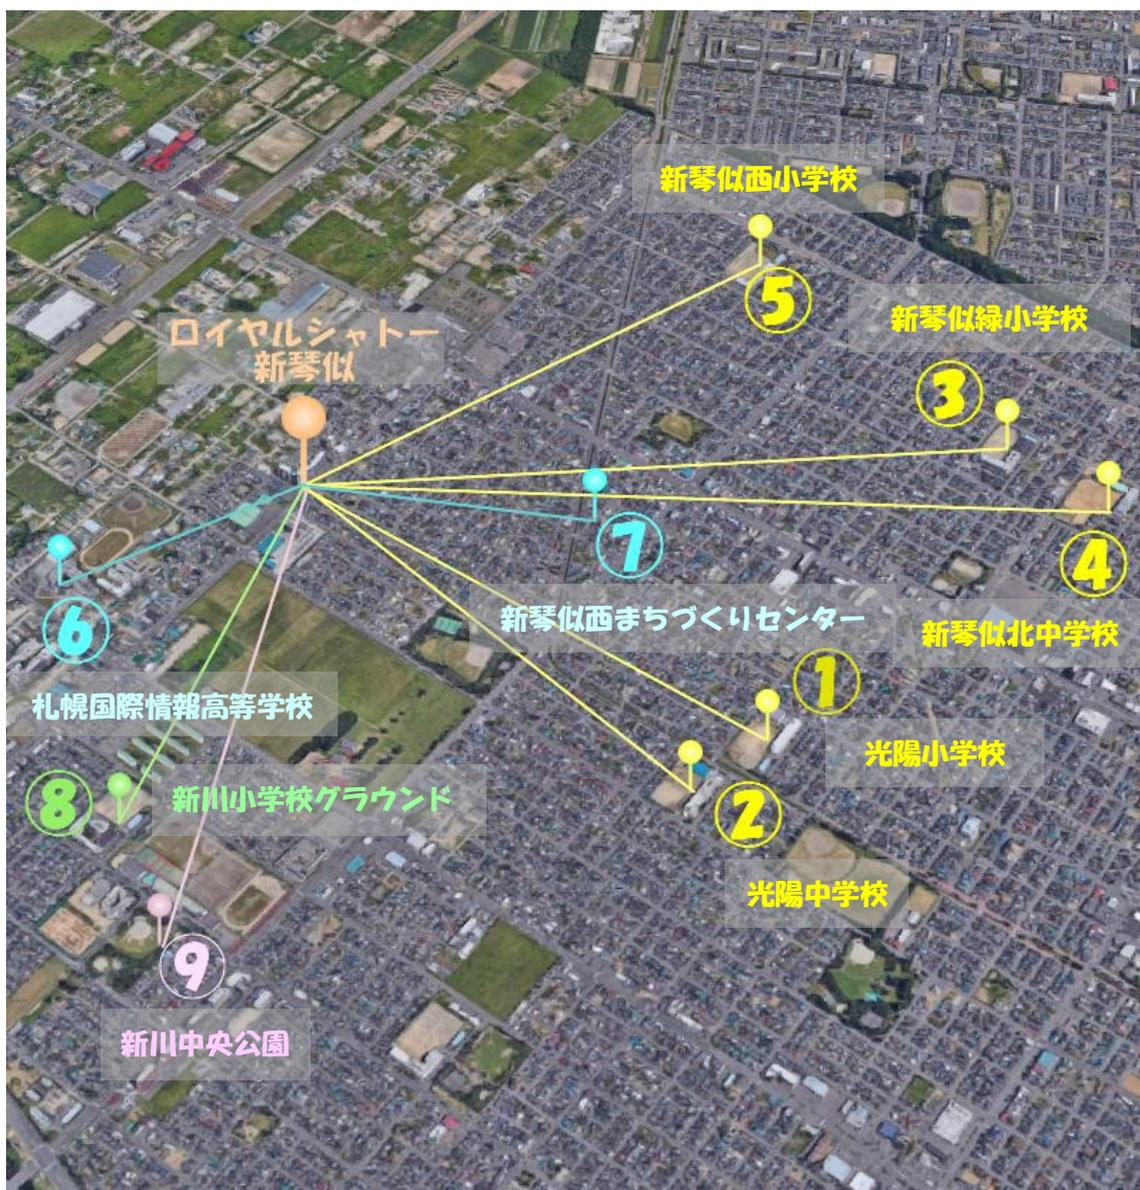 新琴似西小学校
⑤
新琴似緑小学校
③
ロイヤルシャトー
新琴似
④
新琴似北中学校
⑦
新琴似西まちづくりセンター
⑥
札幌国際情報高等学校
①
光陽小学校
②
光陽中学校
⑧
新川小学校グラウンド
⑨
新川中央公園